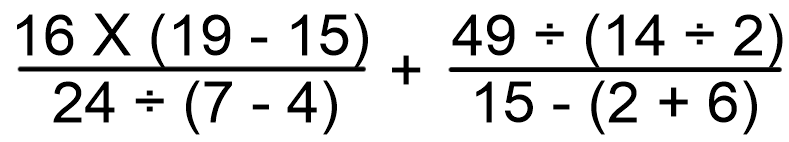 16 X (19 - 15) + 49 ÷ (14 ÷ 2)
24 ÷ (7 - 4) 15 - (2 + 6)